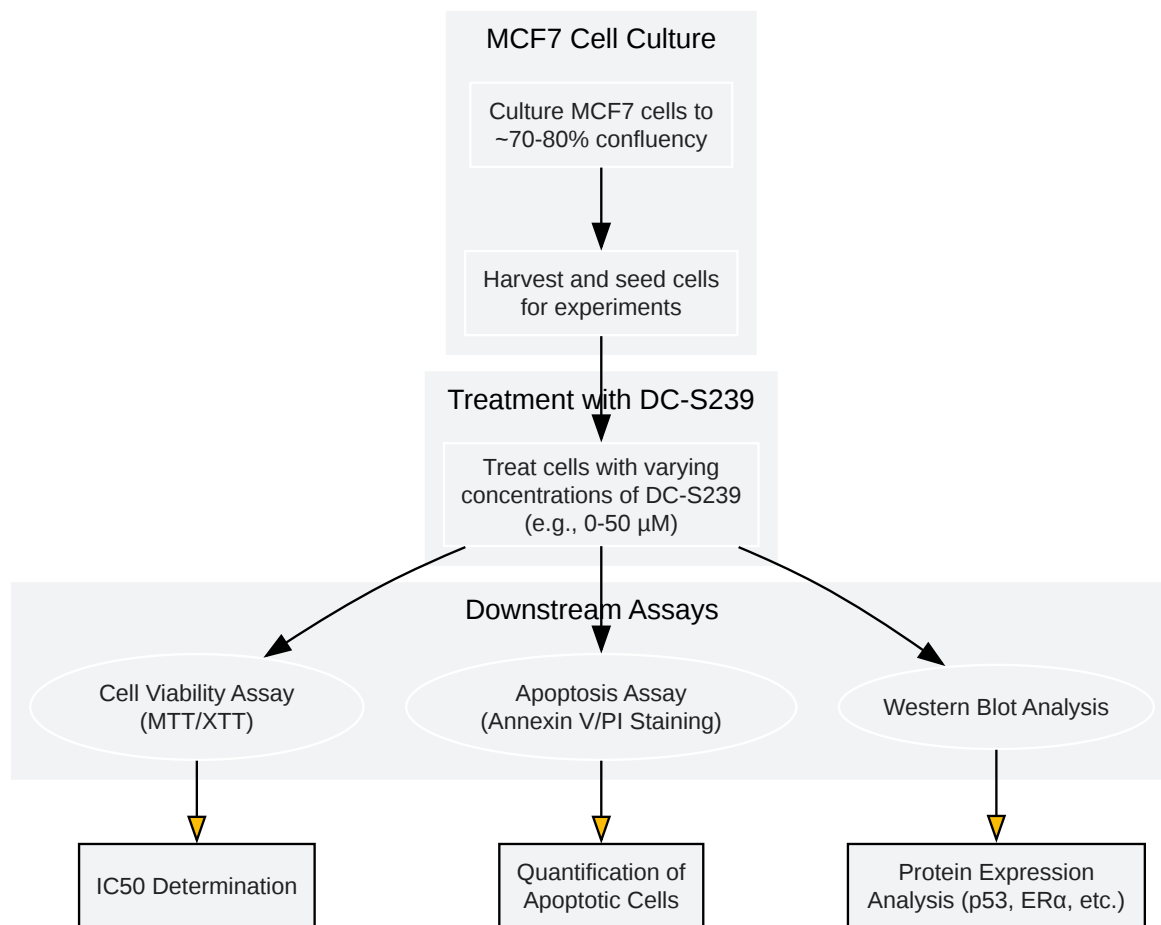 MCF7 Cell Culture
Culture MCF7 cells to
~70-80% confluency
Harvest and seed cells
for experiments
Treatment with DC-S239
Treat cells with varying
concentrations of DC-S239
(e.g., 0-50 µM)
Downstream Assays
Cell Viability Assay
(MTT/XTT)
Apoptosis Assay
(Annexin V/PI Staining)
Western Blot Analysis
IC50 Determination
Quantification of
Apoptotic Cells
Protein Expression
Analysis (p53, ERα, etc.)